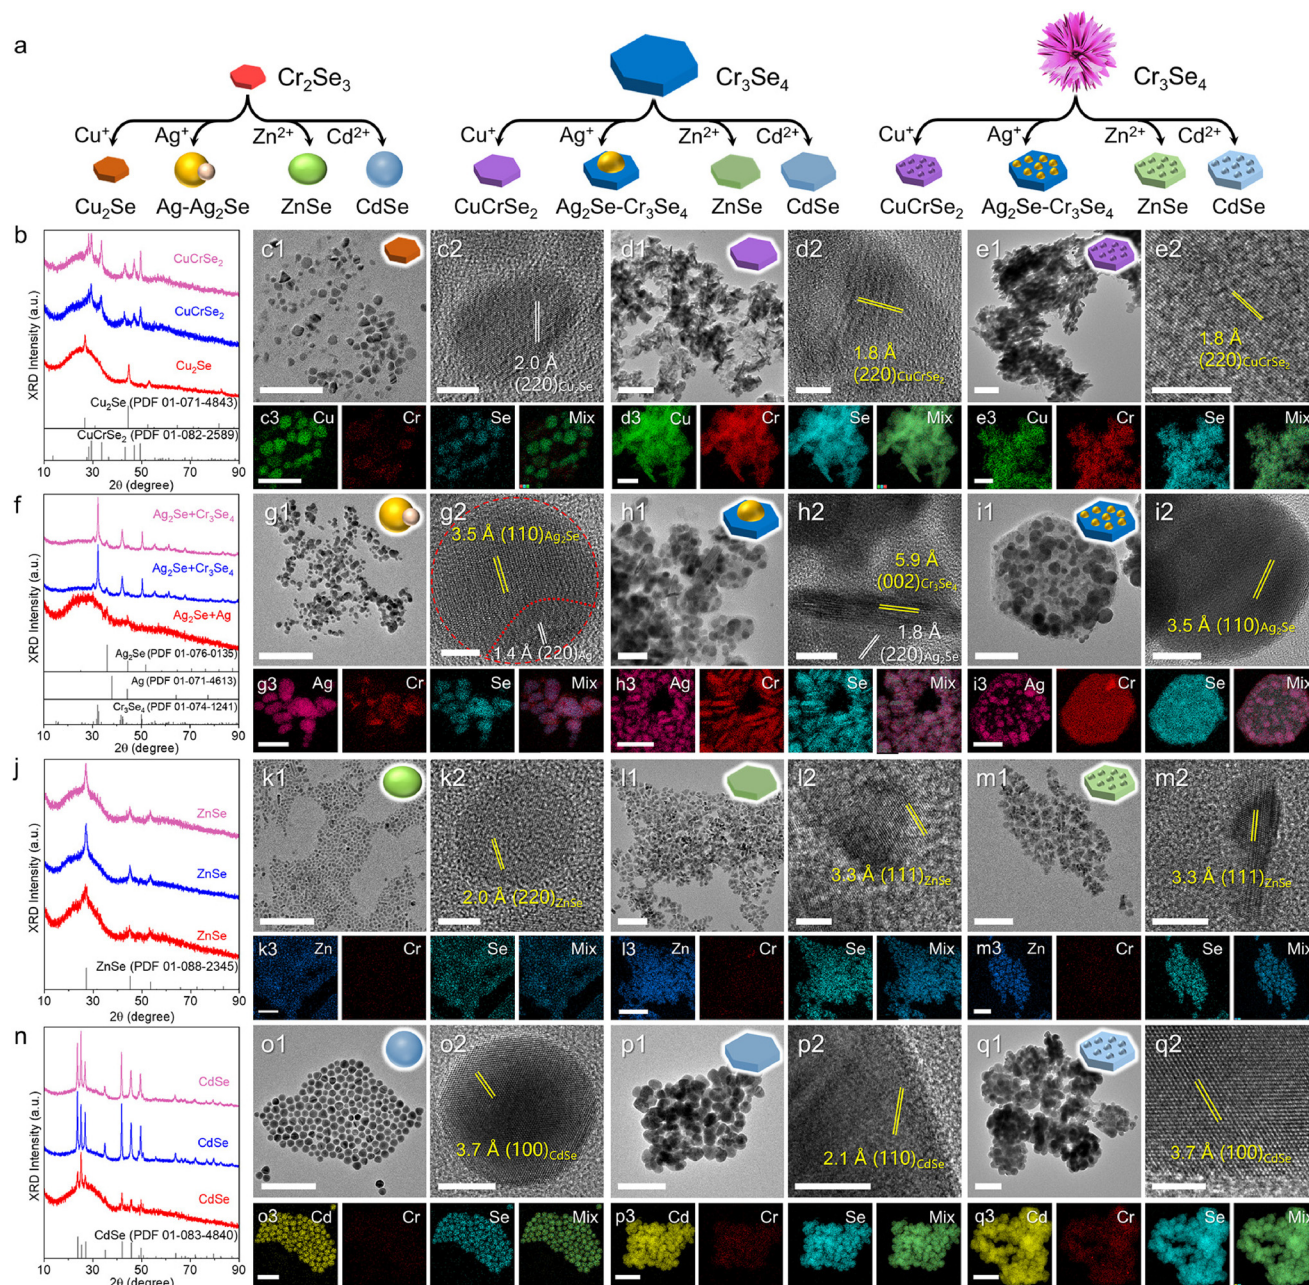 a
Cr₂Se₃
Cr₃Se₄
Cr₃Se₄
Cu⁺ Ag⁺ Zn²⁺ Cd²⁺
Cu⁺ Ag⁺ Zn²⁺ Cd²⁺
Cu⁺ Ag⁺ Zn²⁺ Cd²⁺
Cu₂Se Ag-Ag₂Se ZnSe CdSe
CuCrSe₂ Ag₂Se-Cr₃Se₄ ZnSe CdSe
CuCrSe₂ Ag₂Se-Cr₃Se₄ ZnSe CdSe
b
XRD Intensity (a.u.)
CuCrSe₂
CuCrSe₂
Cu₂Se
Cu₂Se (PDF 01-071-4843)
CuCrSe₂ (PDF 01-082-2589)
10 30 50 70 90
2θ (degree)
c1
c2
2.0 Å
(220)Cu₂Se
d1
d2
1.8 Å
(220)CuCrSe₂
e1
e2
1.8 Å
(220)CuCrSe₂
c3 Cu Cr Se Mix
d3 Cu Cr Se Mix
e3 Cu Cr Se Mix
f
XRD Intensity (a.u.)
Ag₂Se+Cr₃Se₄
Ag₂Se+Cr₃Se₄
Ag₂Se+Ag
Ag₂Se (PDF 01-076-0135)
Ag (PDF 01-071-4613)
Cr₃Se₄ (PDF 01-074-1241)
10 30 50 70 90
2θ (degree)
g1
g2
3.5 Å (110)Ag₂Se
1.4 Å (220)Ag
h1
h2
5.9 Å
(002)Cr₃Se₄
1.8 Å
(220)Ag₂Se
i1
i2
3.5 Å (110)Ag₂Se
g3 Ag Cr Se Mix
h3 Ag Cr Se Mix
i3 Ag Cr Se Mix
j
XRD Intensity (a.u.)
ZnSe
ZnSe
ZnSe
ZnSe (PDF 01-088-2345)
10 30 50 70 90
2θ (degree)
k1
k2
2.0 Å (220)ZnSe
l1
l2
3.3 Å (111)ZnSe
m1
m2
3.3 Å (111)ZnSe
k3 Zn Cr Se Mix
l3 Zn Cr Se Mix
m3 Zn Cr Se Mix
n
XRD Intensity (a.u.)
CdSe
CdSe
CdSe
CdSe (PDF 01-083-4840)
10 30 50 70 90
2θ (degree)
o1
o2
3.7 Å (100)CdSe
p1
p2
2.1 Å (110)CdSe
q1
q2
3.7 Å (100)CdSe
o3 Cd Cr Se Mix
p3 Cd Cr Se Mix
q3 Cd Cr Se Mix